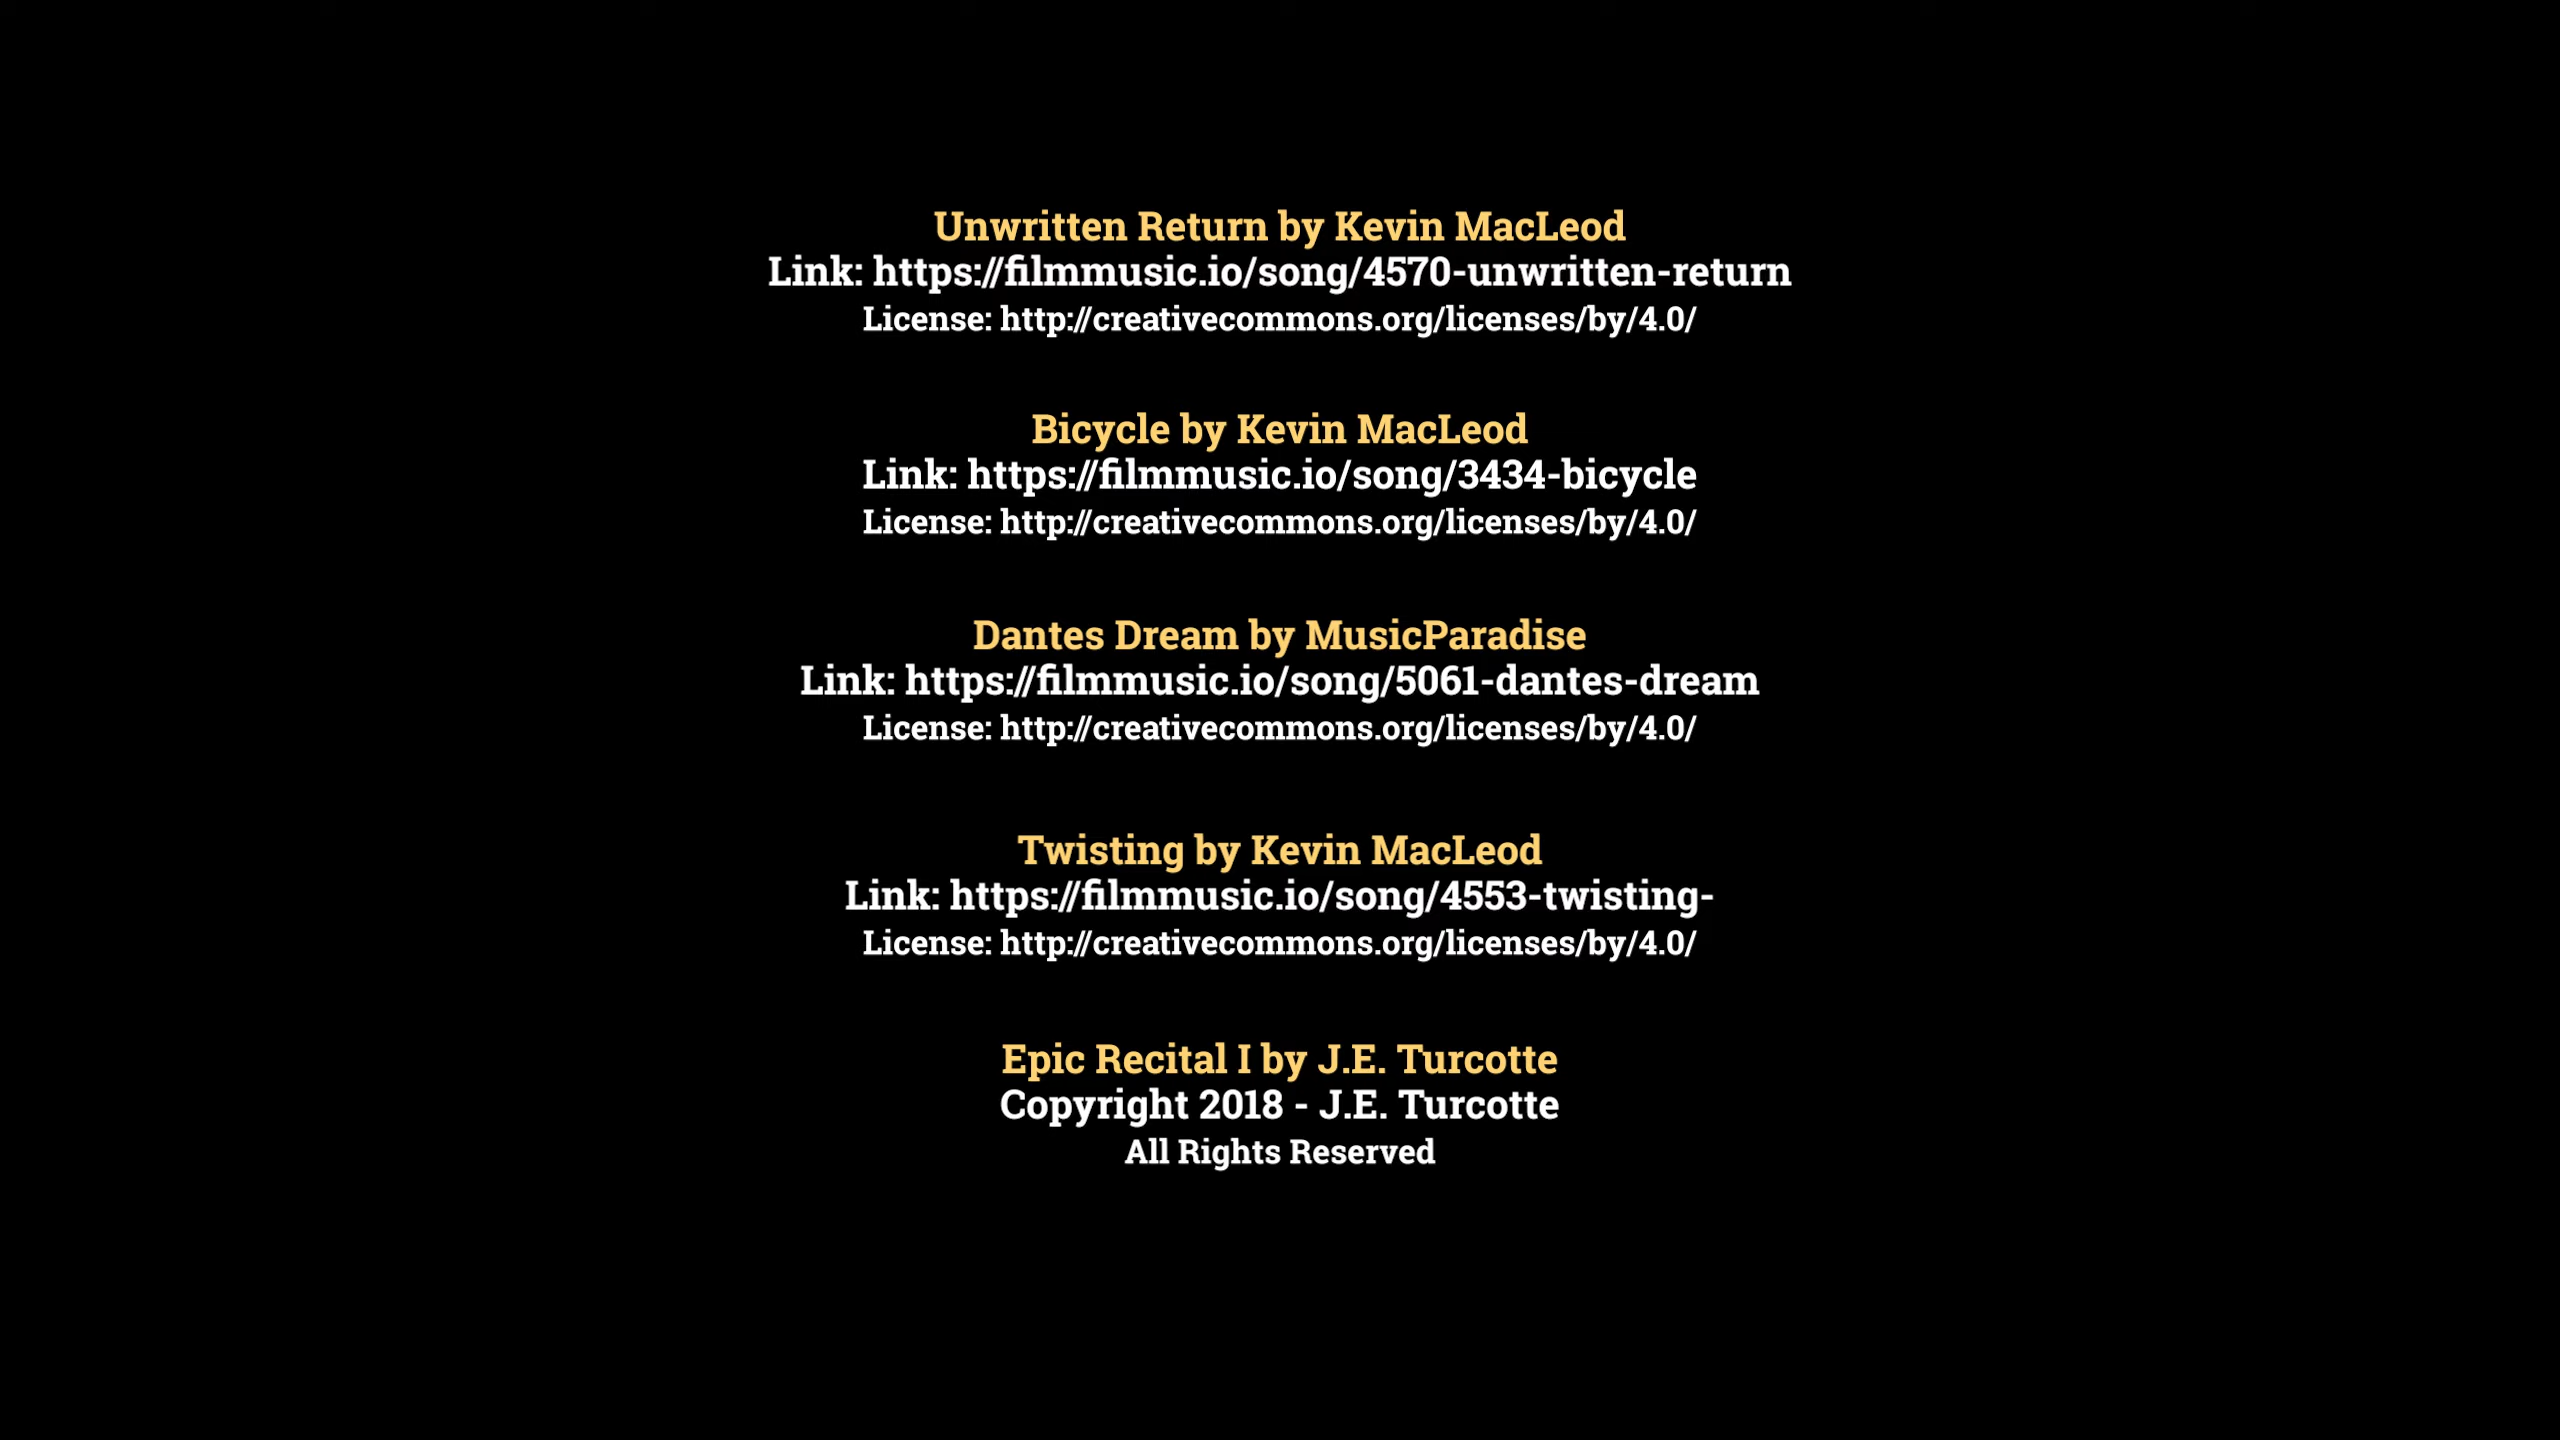 Unwritten Return by Kevin MacLeod
Link: https://filmmusic.io/song/4570-unwritten-return
License: http://creativecommons.org/licenses/by/4.0/
Bicycle by Kevin MacLeod
Link: https://filmmusic.io/song/3434-bicycle
License: http://creativecommons.org/licenses/by/4.0/
Dantes Dream by MusicParadise
Link: https://filmmusic.io/song/5061-dantes-dream
License: http://creativecommons.org/licenses/by/4.0/
Twisting by Kevin MacLeod
Link: https://filmmusic.io/song/4553-twisting-
License: http://creativecommons.org/licenses/by/4.0/
Epic Recital I by J.E. Turcotte
Copyright 2018 - J.E. Turcotte
All Rights Reserved